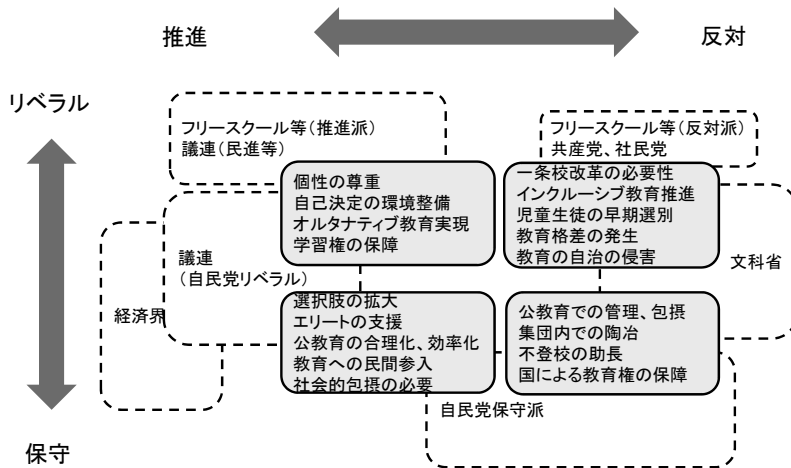 推進
反対
リベラル
フリースクール等(推進派)
議連(民進等)
フリースクール等(反対派)
共産党、社民党
個性の尊重
自己決定の環境整備
オルタナティブ教育実現
学習権の保障
一条校改革の必要性
インクルーシブ教育推進
児童生徒の早期選別
教育格差の発生
教育の自治の侵害
議連
(自民党リベラル)
文科省
経済界
選択肢の拡大
エリートの支援
公教育の合理化、効率化
教育への民間参入
社会的包摂の必要
公教育での管理、包摂
集団内での陶冶
不登校の助長
国による教育権の保障
自民党保守派
保守